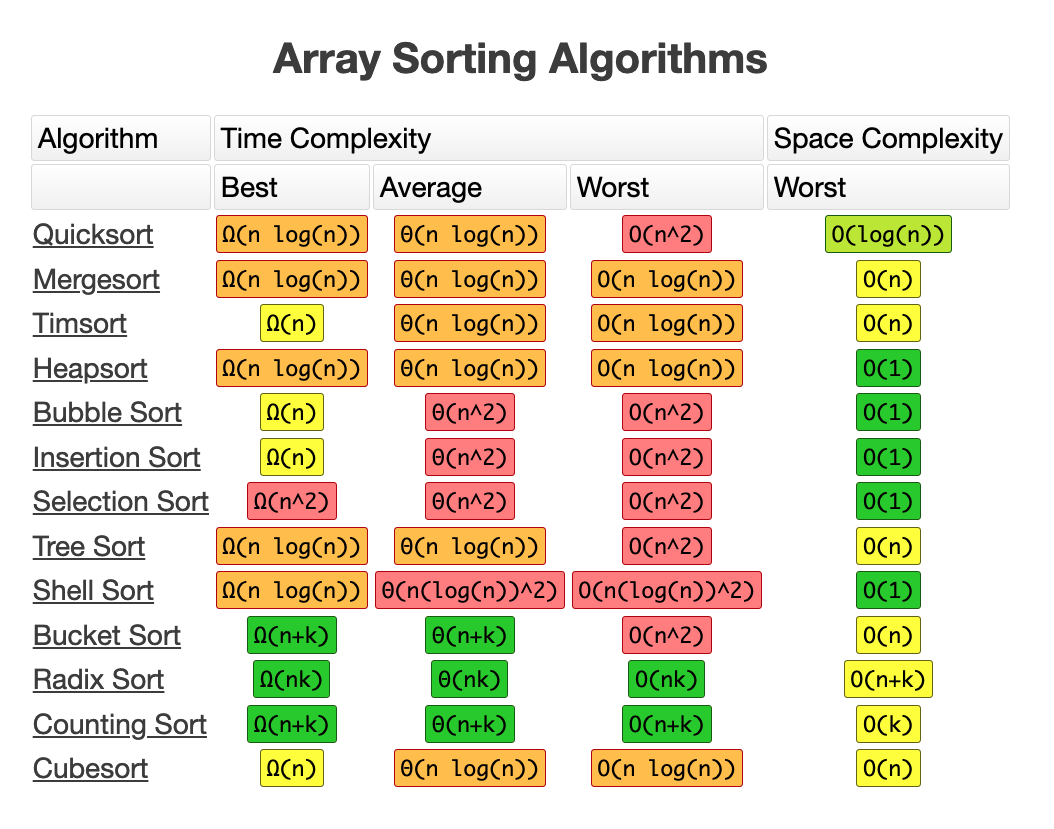 Array Sorting Algorithms
Algorithm Time Complexity Space Complexity
Best Average Worst Worst
Quicksort Ω(n log(n)) Θ(n log(n)) O(n^2) O(log(n))
Mergesort Ω(n log(n)) Θ(n log(n)) O(n log(n)) O(n)
Timsort Ω(n) Θ(n log(n)) O(n log(n)) O(n)
Heapsort Ω(n log(n)) Θ(n log(n)) O(n log(n)) O(1)
Bubble Sort Ω(n) Θ(n^2) O(n^2) O(1)
Insertion Sort Ω(n) Θ(n^2) O(n^2) O(1)
Selection Sort Ω(n^2) Θ(n^2) O(n^2) O(1)
Tree Sort Ω(n log(n)) Θ(n log(n)) O(n^2) O(n)
Shell Sort Ω(n log(n)) Θ(n(log(n))^2) O(n(log(n))^2) O(1)
Bucket Sort Ω(n+k) Θ(n+k) O(n^2) O(n)
Radix Sort Ω(nk) Θ(nk) O(nk) O(n+k)
Counting Sort Ω(n+k) Θ(n+k) O(n+k) O(k)
Cubesort Ω(n) Θ(n log(n)) O(n log(n)) O(n)